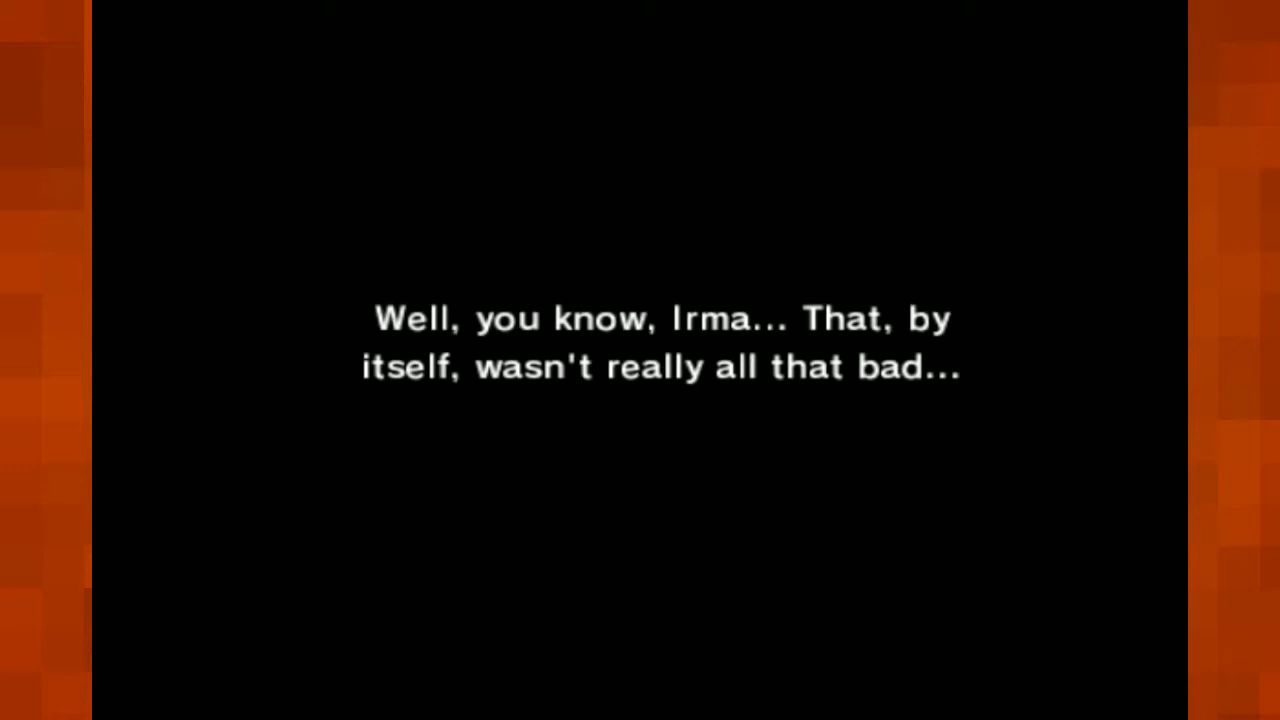 Well, you know, Irma... That, by
itself, wasn't really all that bad...